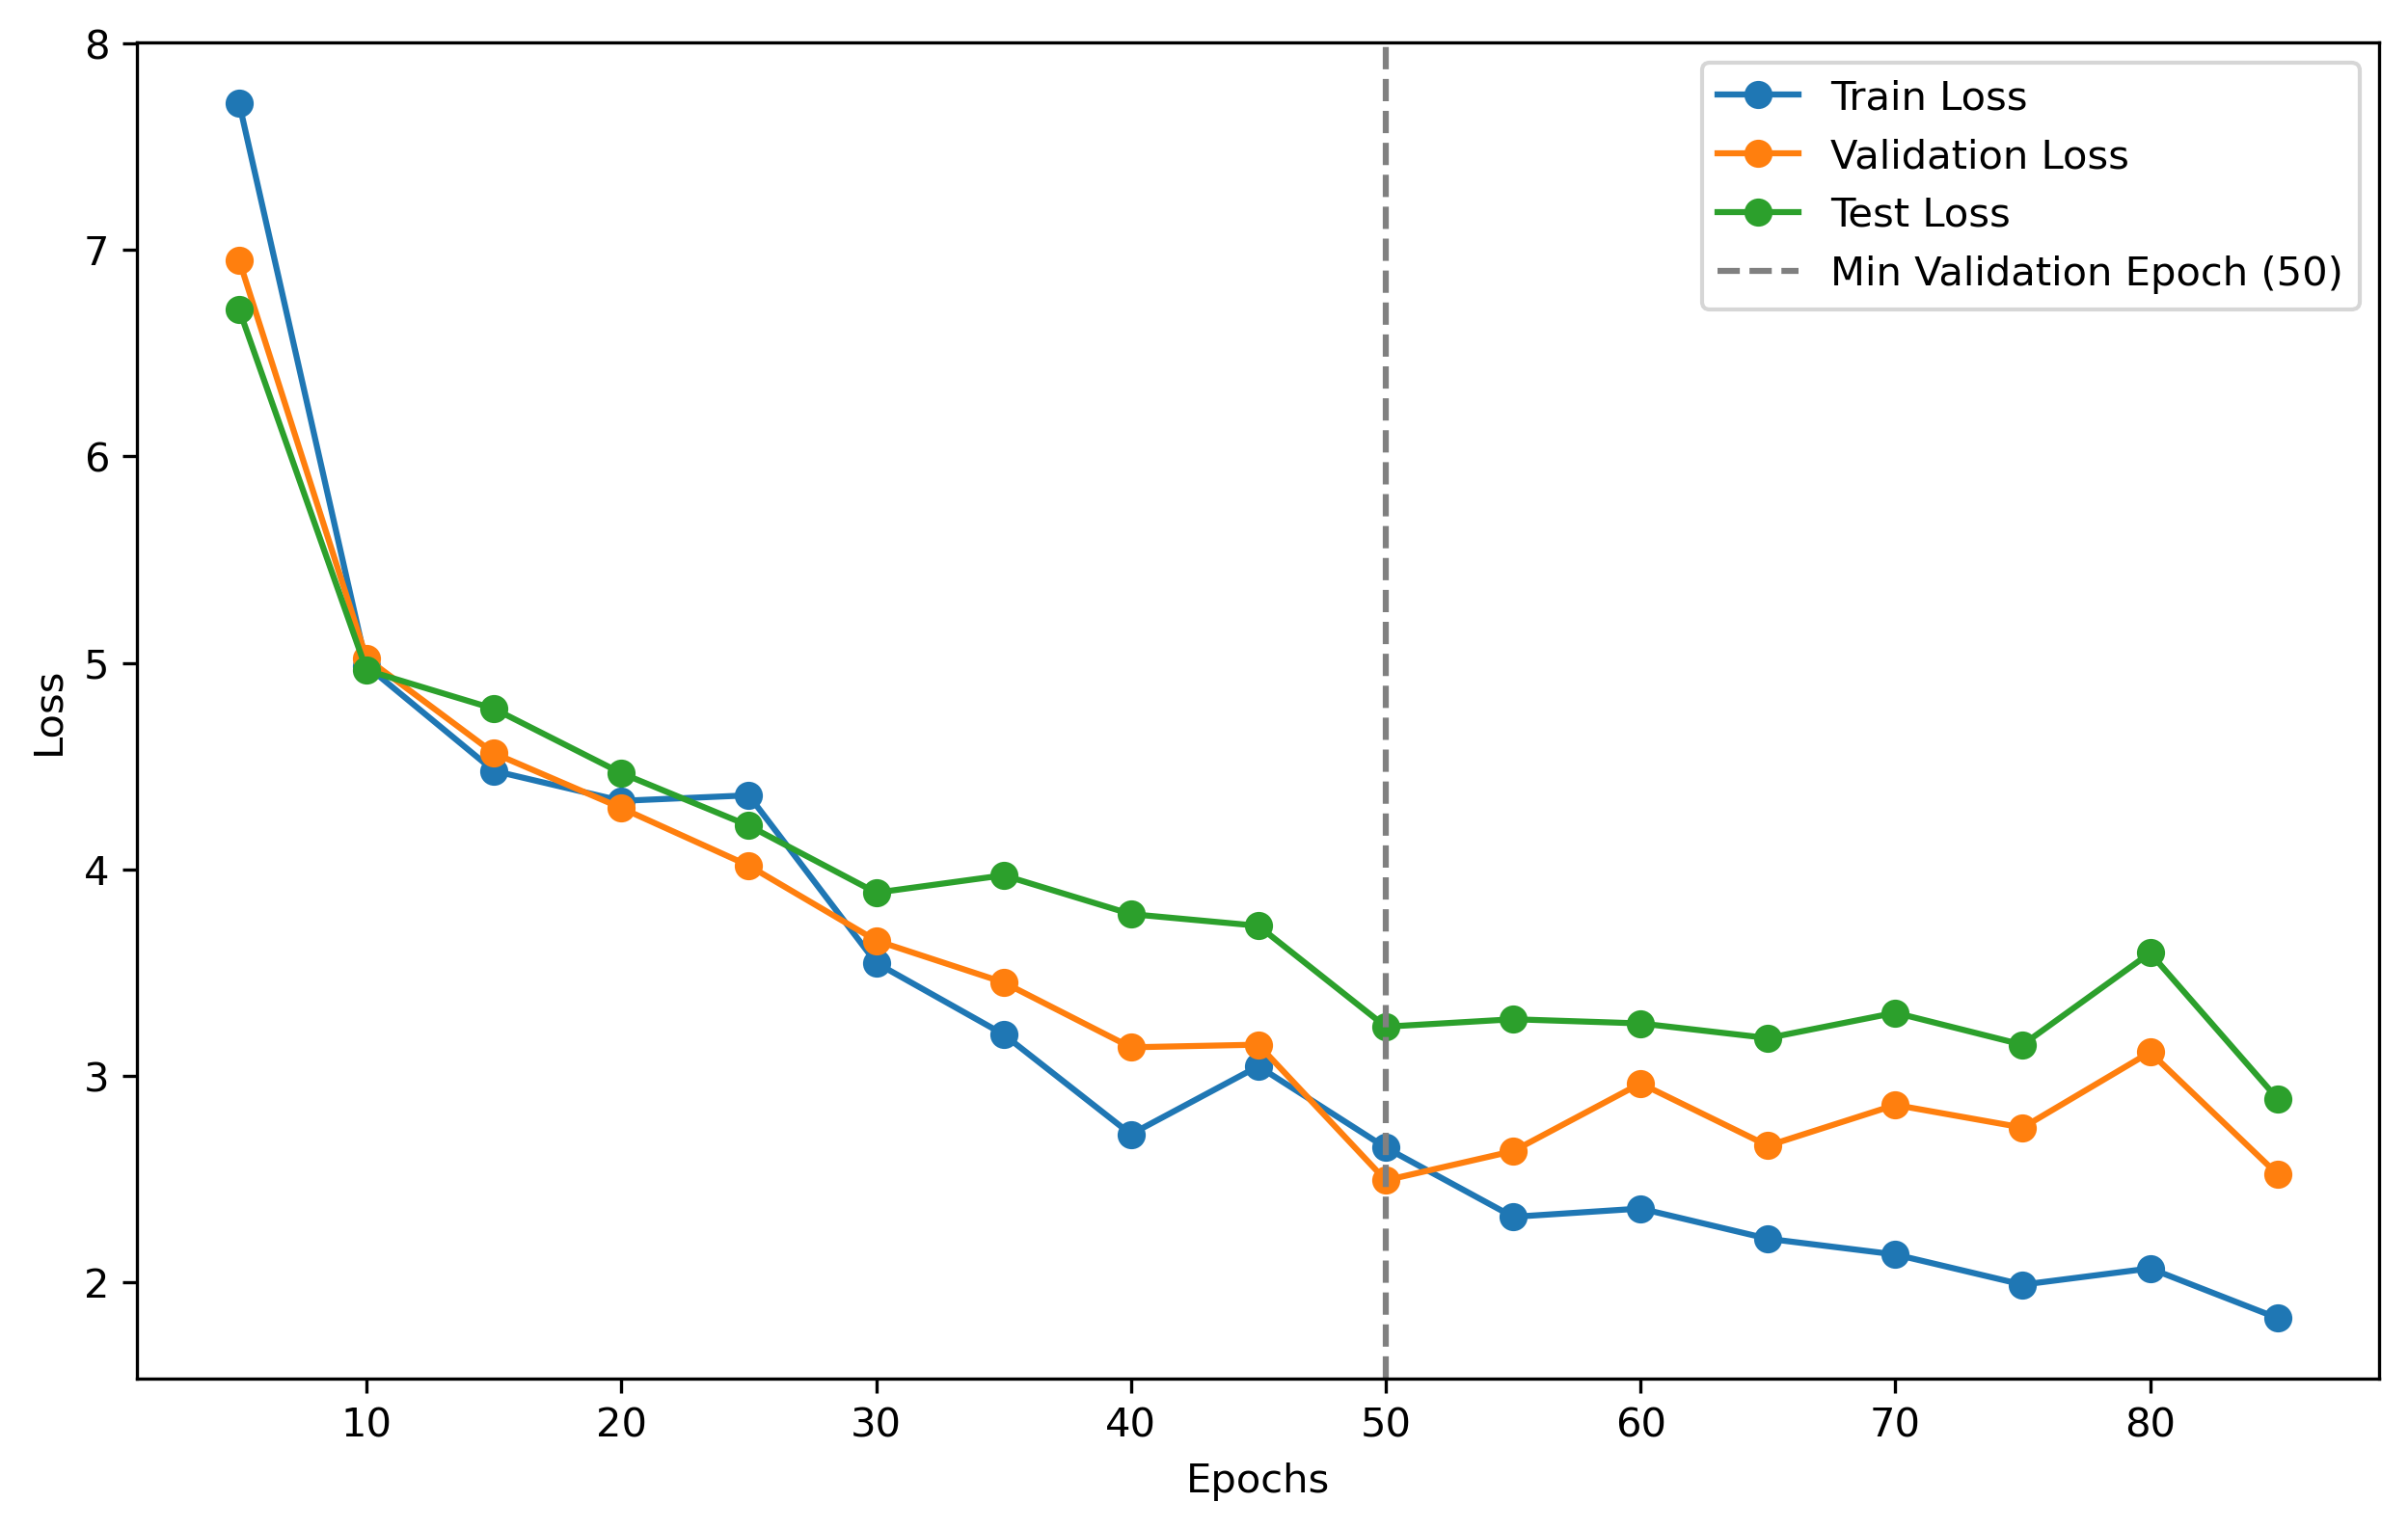 8
7
6
5
4
3
2
Loss
Train Loss
Validation Loss
Test Loss
Min Validation Epoch (50)
10 20 30 40 50 60 70 80
Epochs